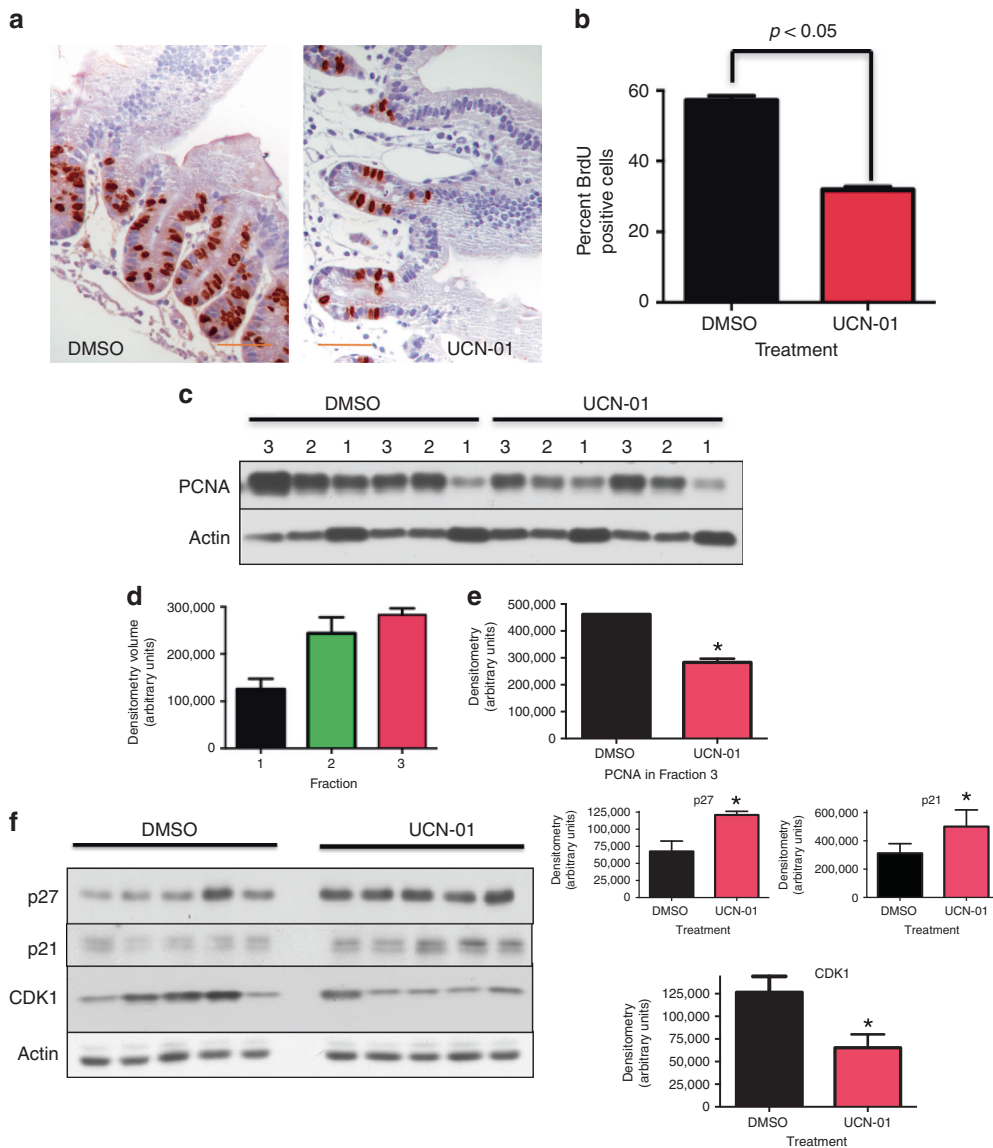 a
DMSO
UCN-01
b
p < 0.05
60
40
20
0
Percent BrdU
positive cells
DMSO UCN-01
Treatment
c
DMSO UCN-01
3 2 1 3 2 1 3 2 1 3 2 1
PCNA
Actin
d
300,000
200,000
100,000
0
Densitometry volume
(arbitrary units)
1 2 3
Fraction
e
500,000
400,000
300,000
200,000
100,000
0
Densitometry
(arbitrary units)
*
DMSO UCN-01
PCNA in Fraction 3
f
DMSO UCN-01
p27
p21
CDK1
Actin
p27
*
125,000
100,000
75,000
50,000
25,000
0
Densitometry
(arbitrary units)
DMSO UCN-01
Treatment
p21
*
600,000
400,000
200,000
0
Densitometry
(arbitrary units)
DMSO UCN-01
Treatment
CDK1
*
125,000
100,000
75,000
50,000
25,000
0
Densitometry
(arbitrary units)
DMSO UCN-01
Treatment